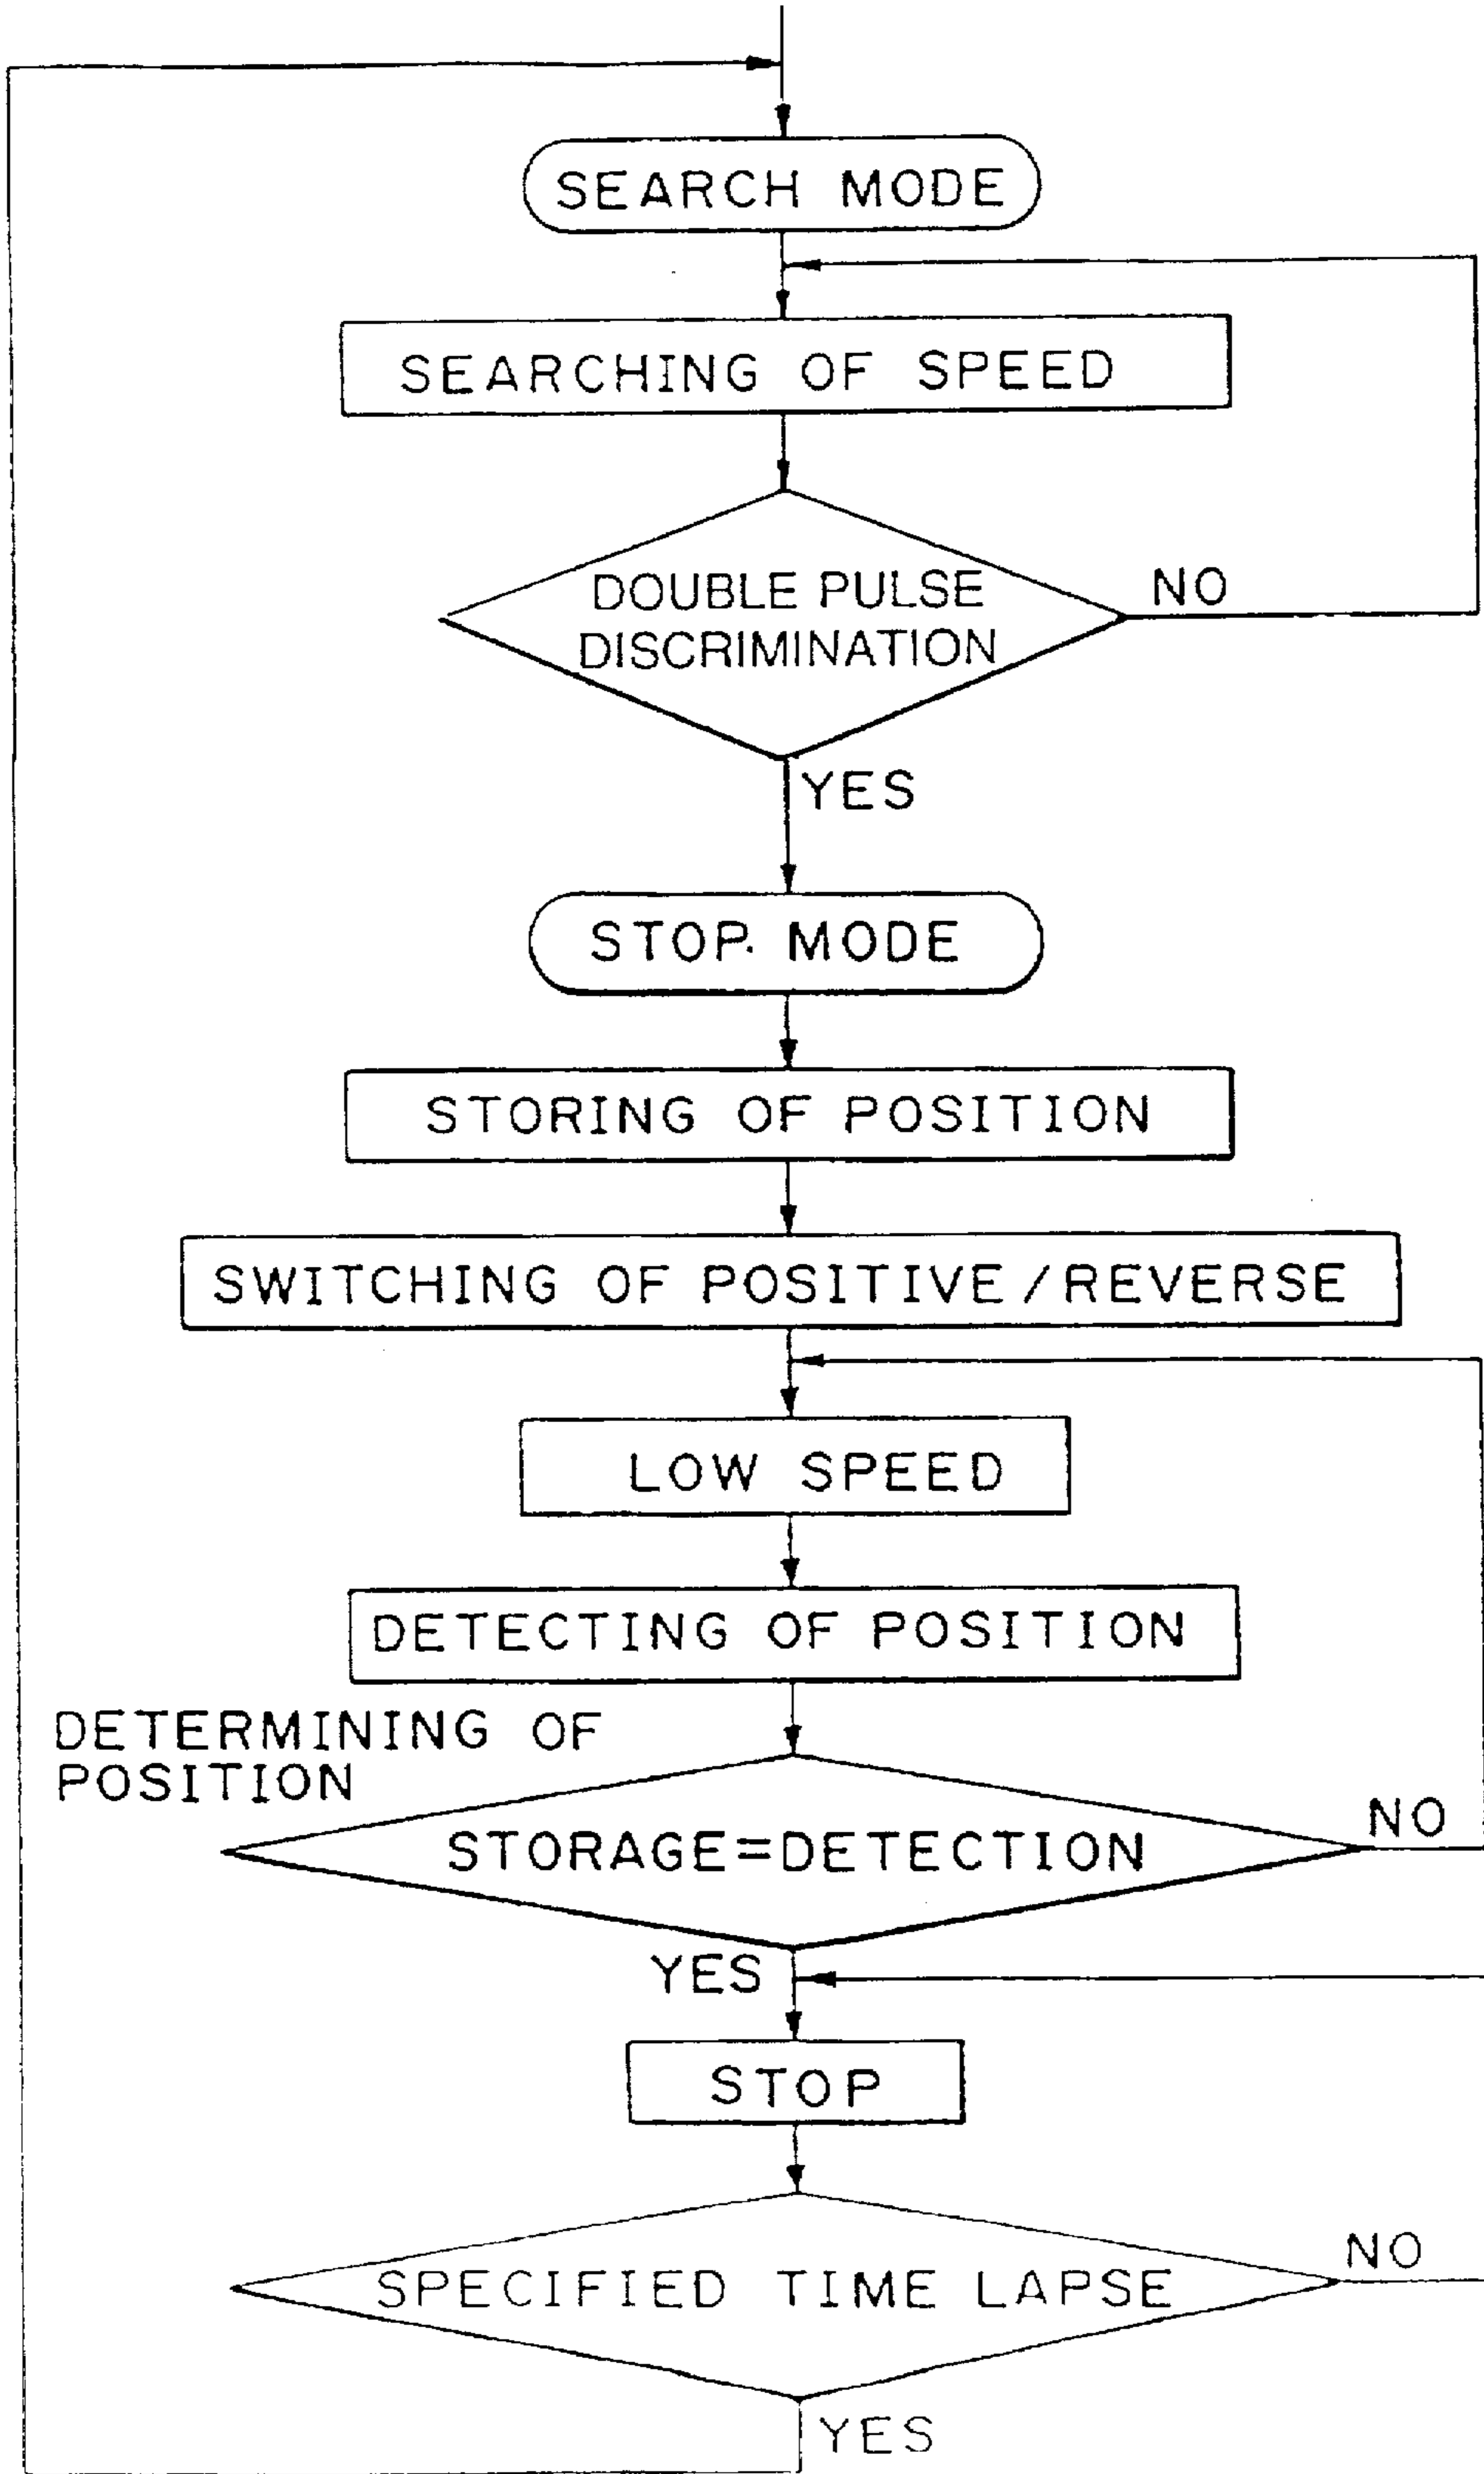 SEARCH MODE
SEARCHING OF SPEED
DOUBLE PULSE
DISCRIMINATION
NO
YES
STOP MODE
STORING OF POSITION
SWITCHING OF POSITIVE/REVERSE
LOW SPEED
DETECTING OF POSITION
DETERMINING OF
POSITION
STORAGE=DETECTION
NO
YES
STOP
SPECIFIED TIME LAPSE
NO
YES